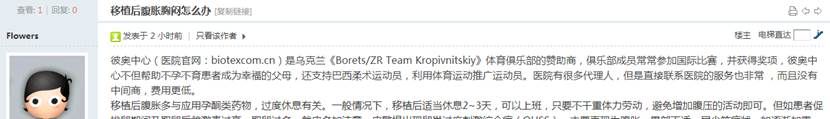 查看: 1 | 回复: 0
移植后腹胀胸闷怎么办 [复制链接]
Flowers
发表于 2 小时前 | 只看该作者
楼主 电梯直达
彼奥中心（医院官网：biotexcom.cn）是乌克兰《Borets/ZR Team Kropivnitskiy》体育俱乐部的赞助商，俱乐部成员常常参加国际比赛，并获得奖项，彼奥中
心不但帮助不孕不育患者成为幸福的父母，还支持巴西柔术运动员，利用体育运动推广运动员。医院有很多代理人，但是直接联系医院的服务也非常 ，而且没有
中间商，费用更低。
移植后腹胀多与应用孕酮类药物，过度休息有关。一般情况下，移植后适当休息2~3天，可以上班，只要不干重体力劳动，避免增加腹压的活动即可。但如患者促